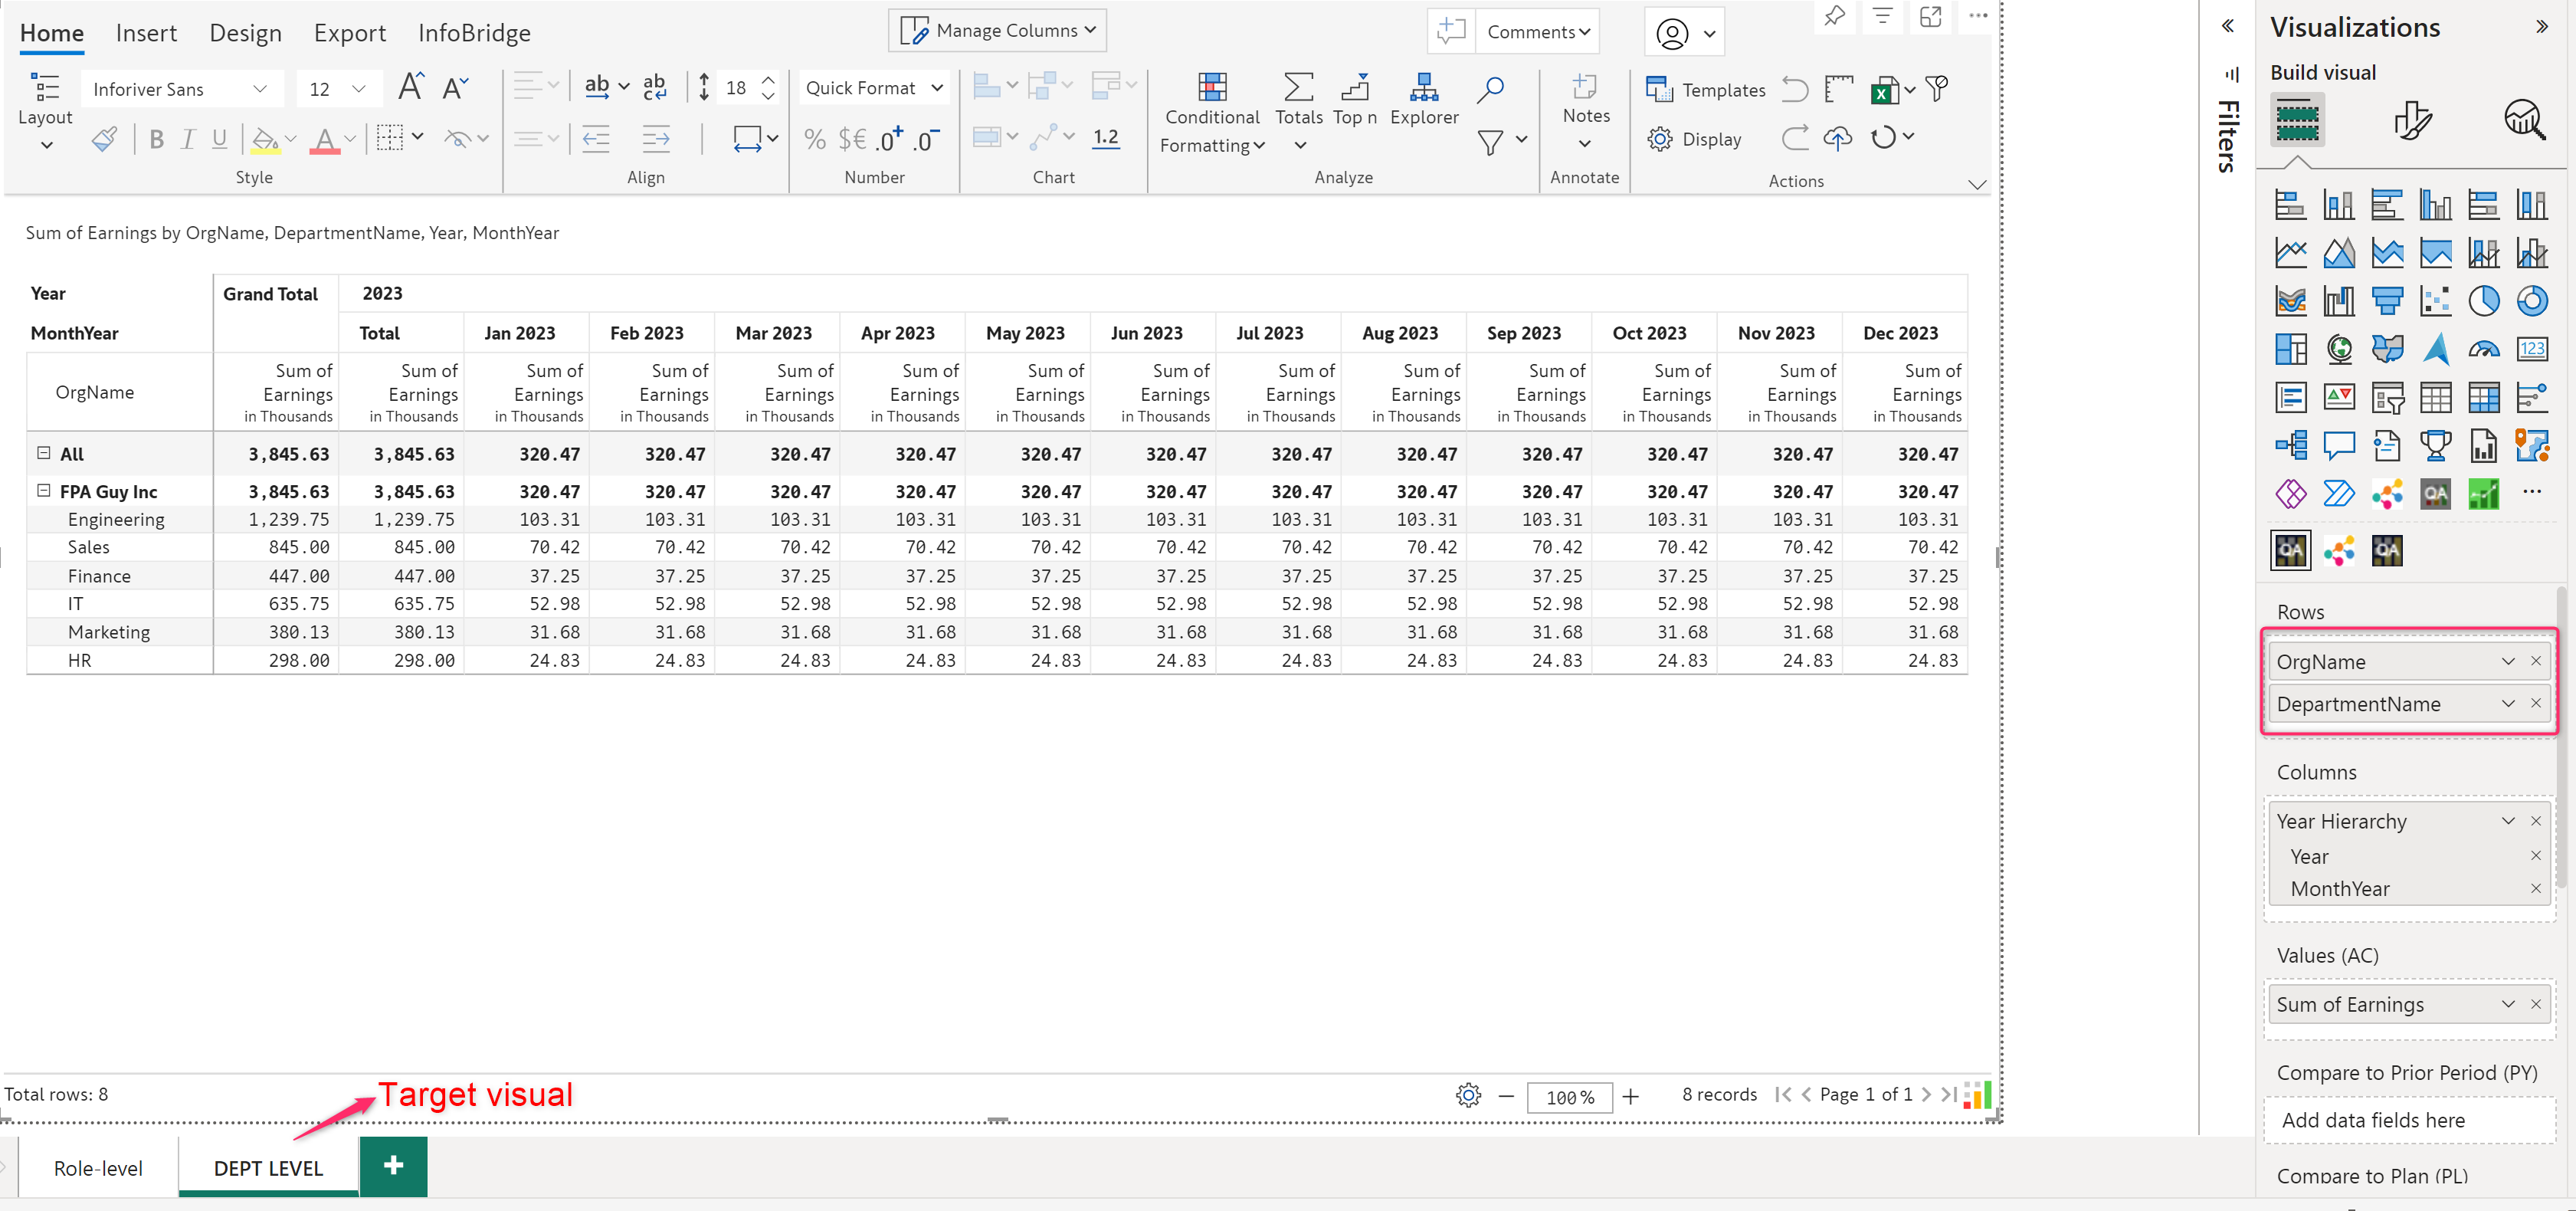 Home Insert Design Export InfoBridge
Manage Columns
Comments
Layout
Inforiver Sans 12
B I U A
Style
ab ab 18
Align
Quick Format
% $€ .0+ .0-
Number
1.2
Chart
Conditional Formatting
Totals
Top n
Explorer
Analyze
Notes
Annotate
Templates
Display
Actions
Sum of Earnings by OrgName, DepartmentName, Year, MonthYear
Year Grand Total 2023
MonthYear Total Jan 2023 Feb 2023 Mar 2023 Apr 2023 May 2023 Jun 2023 Jul 2023 Aug 2023 Sep 2023 Oct 2023 Nov 2023 Dec 2023
Sum of Sum of Sum of Sum of Sum of Sum of Sum of Sum of Sum of Sum of Sum of Sum of Sum of Sum of
OrgName Earnings Earnings Earnings Earnings Earnings Earnings Earnings Earnings Earnings Earnings Earnings Earnings Earnings Earnings
in Thousands in Thousands in Thousands in Thousands in Thousands in Thousands in Thousands in Thousands in Thousands in Thousands in Thousands in Thousands in Thousands in Thousands
All 3,845.63 3,845.63 320.47 320.47 320.47 320.47 320.47 320.47 320.47 320.47 320.47 320.47 320.47 320.47
FPA Guy Inc 3,845.63 3,845.63 320.47 320.47 320.47 320.47 320.47 320.47 320.47 320.47 320.47 320.47 320.47 320.47
Engineering 1,239.75 1,239.75 103.31 103.31 103.31 103.31 103.31 103.31 103.31 103.31 103.31 103.31 103.31 103.31
Sales 845.00 845.00 70.42 70.42 70.42 70.42 70.42 70.42 70.42 70.42 70.42 70.42 70.42 70.42
Finance 447.00 447.00 37.25 37.25 37.25 37.25 37.25 37.25 37.25 37.25 37.25 37.25 37.25 37.25
IT 635.75 635.75 52.98 52.98 52.98 52.98 52.98 52.98 52.98 52.98 52.98 52.98 52.98 52.98
Marketing 380.13 380.13 31.68 31.68 31.68 31.68 31.68 31.68 31.68 31.68 31.68 31.68 31.68 31.68
HR 298.00 298.00 24.83 24.83 24.83 24.83 24.83 24.83 24.83 24.83 24.83 24.83 24.83 24.83
Total rows: 8
Target visual
100%
8 records
Page 1 of 1
Role-level
DEPT LEVEL
+
Filters
Visualizations
Build visual
123
QA
QA QA
Rows
OrgName
DepartmentName
Columns
Year Hierarchy
Year
MonthYear
Values (AC)
Sum of Earnings
Compare to Prior Period (PY)
Add data fields here
Compare to Plan (PL)